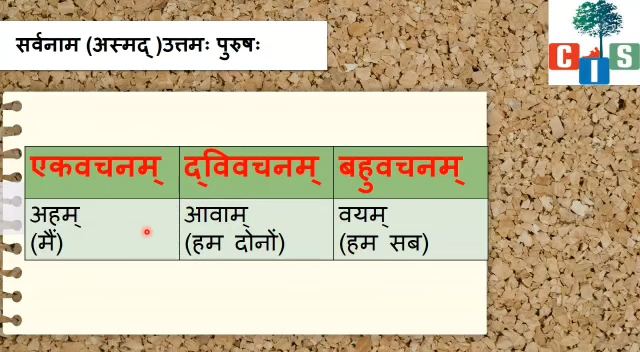 सर्वनाम (अस्मद् )उत्तमः पुरुषः
CIS
एकवचनम् द्विवचनम् बहुवचनम्
अहम् आवाम् वयम्
(मैं) (हम दोनों) (हम सब)